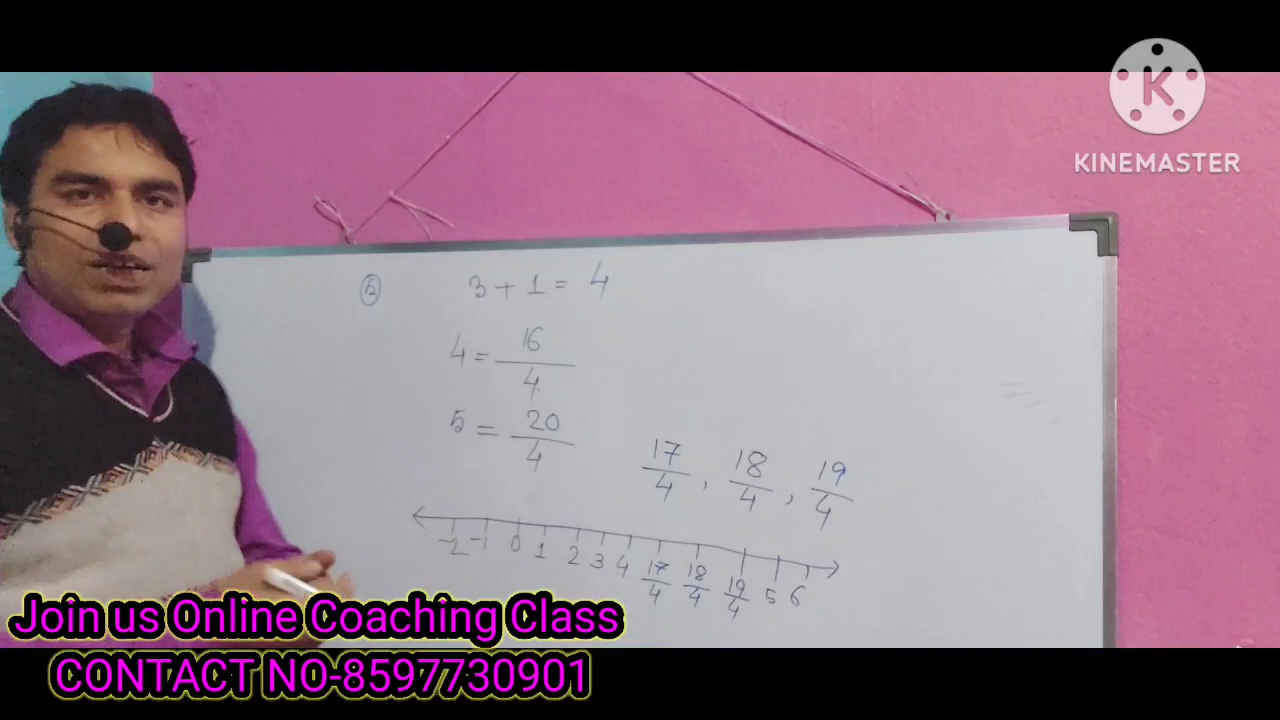 K
KINEMASTER
5 3 + 1 = 4
4 = 16/4
5 = 20/4
17/4, 18/4, 19/4
-2 -1 0 1 2 3 4 17/4 18/4 19/4 5 6
Join us Online Coaching Class
CONTACT NO-8597730901